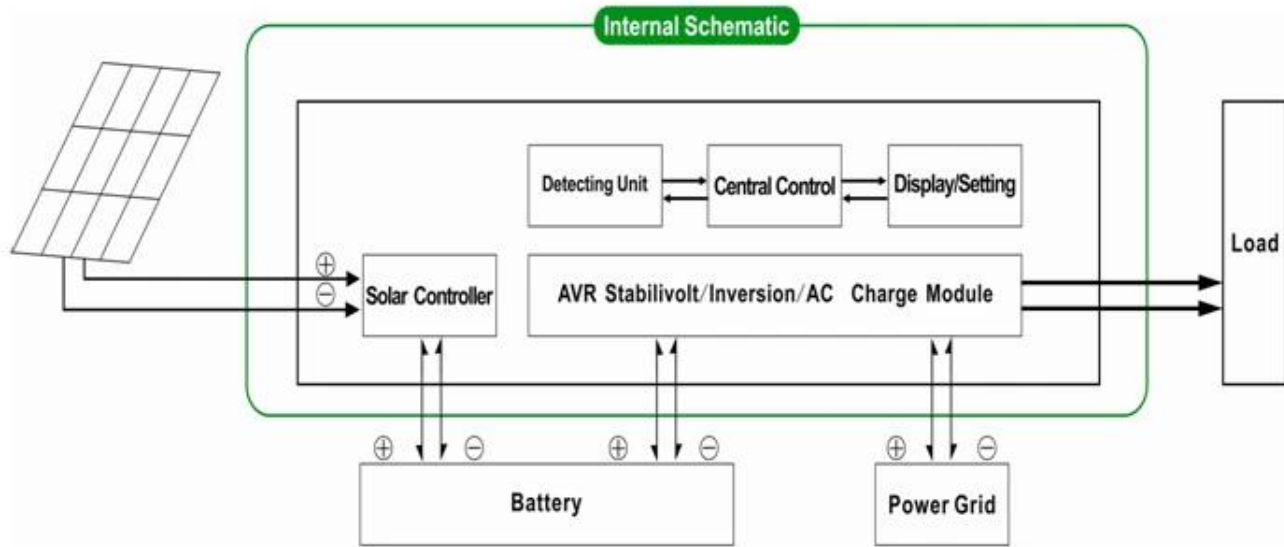 Internal Schematic
Detecting Unit
Central Control
Display/Setting
Load
⊕
⊖
Solar Controller
AVR Stabilivolt/Inversion/AC Charge Module
⊕
⊖
⊕
⊖
⊕
⊖
Battery
Power Grid